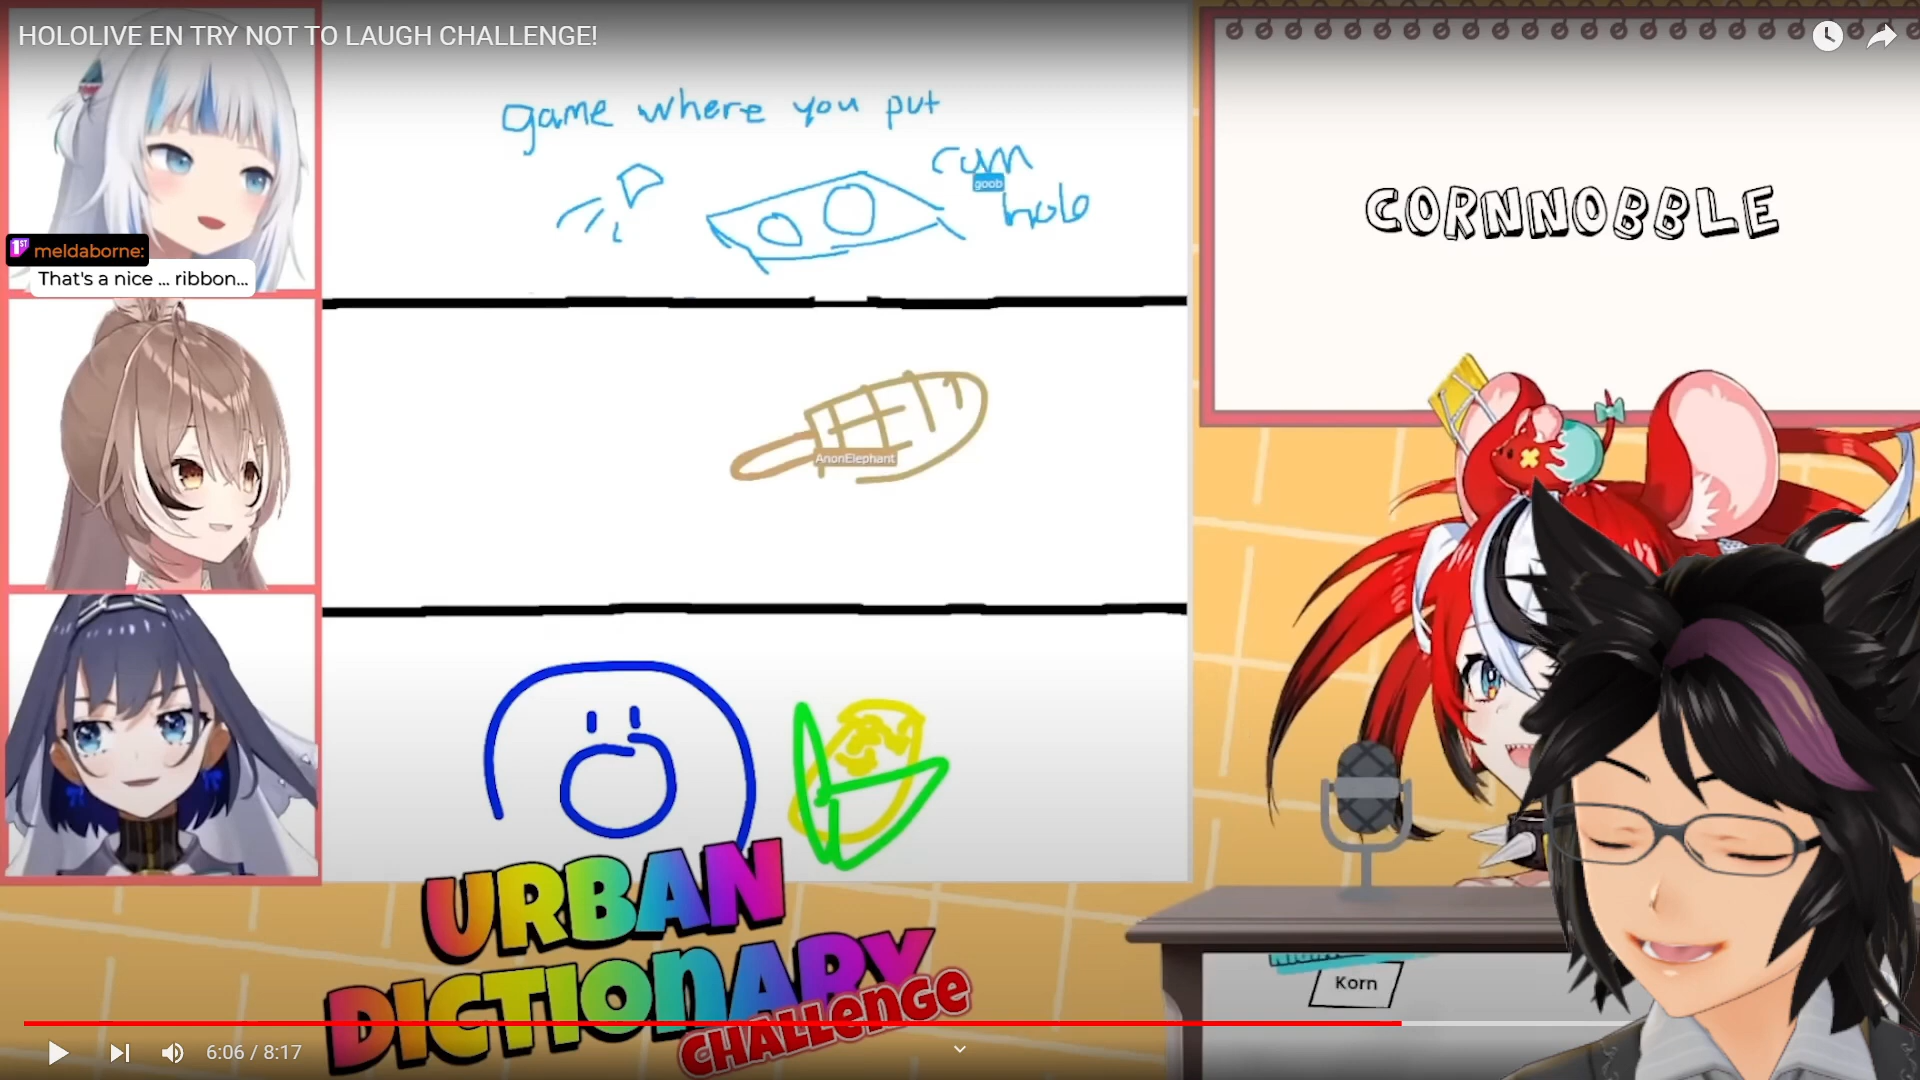 HOLOLIVE EN TRY NOT TO LAUGH CHALLENGE!
game where you put
goob
hole
CORNNOBBLE
1ST meldaborne:
That's a nice ... ribbon...
AnonElephant
URBAN
DICTIONARY
CHALLENGE
Korn
6:06 / 8:17